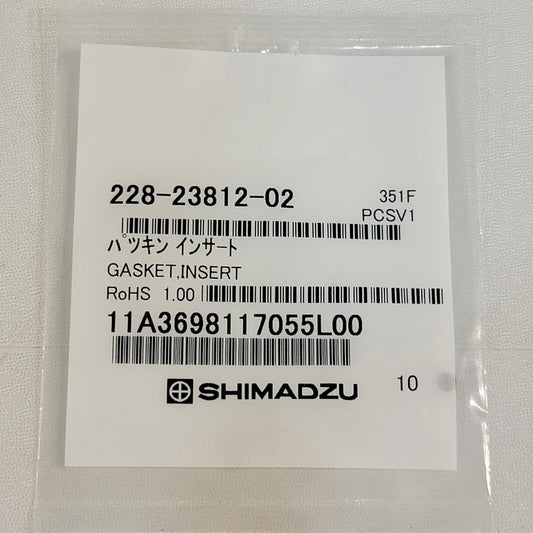 228-23812-02 351F
PCSV1
パツキン インサート
GASKET,INSERT
RoHS 1.00
11A3698117055L00
SHIMADZU 10